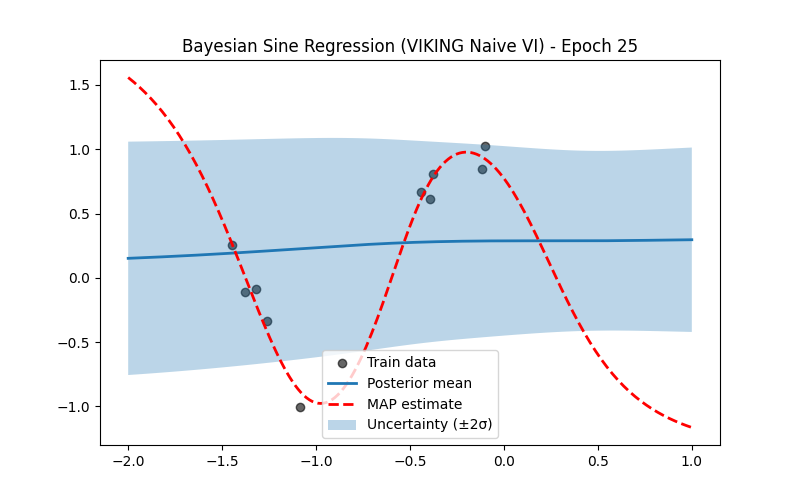 Bayesian Sine Regression (VIKING Naive VI) - Epoch 25
1.5
1.0
0.5
0.0
−0.5
−1.0
Train data
Posterior mean
MAP estimate
Uncertainty (±2σ)
−2.0 −1.5 −1.0 −0.5 0.0 0.5 1.0